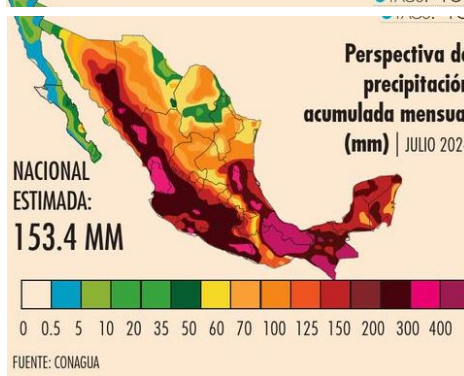 Perspectiva de
precipitación
acumulada mensua
(mm) | JULIO 202
NACIONAL
ESTIMADA:
153.4 MM
0 0.5 5 10 20 35 50 60 70 100 125 150 200 300 400
FUENTE: CONAGUA